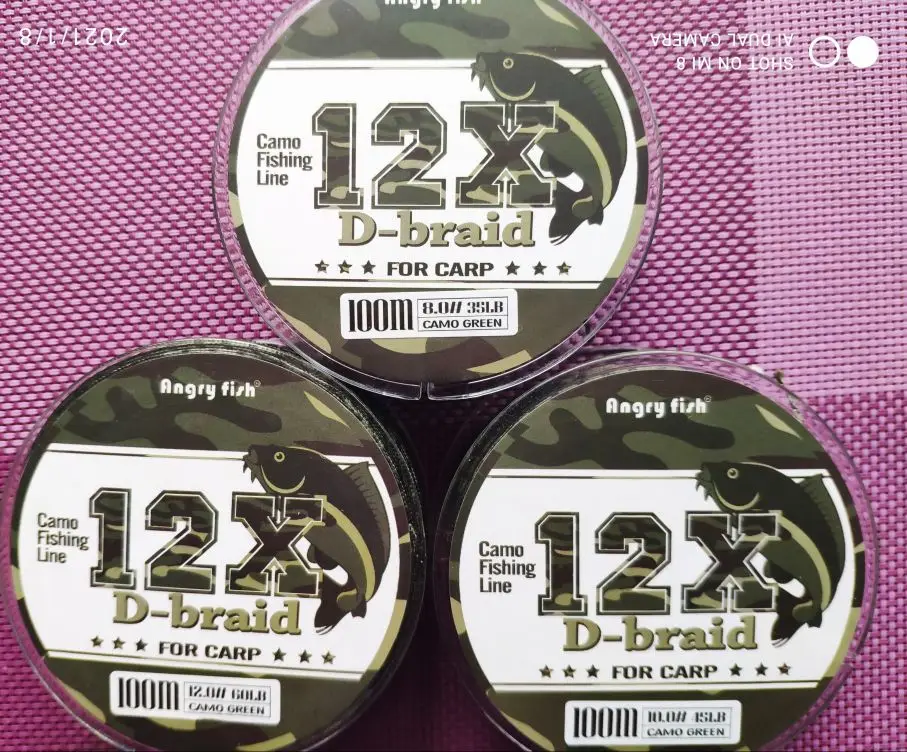 Angry fish
Camo
Fishing
Line
12X
D-braid
FOR CARP
100m
8.0# 35LB
CAMO GREEN
2021/1/8
SHOT ON MI 8
AI DUAL CAMERA
Angry fish
Camo
Fishing
Line
12X
D-braid
FOR CARP
100m
12.0# 60LB
CAMO GREEN
Angry fish
Camo
Fishing
Line
12X
D-braid
FOR CARP
100m
10.0# 45LB
CAMO GREEN